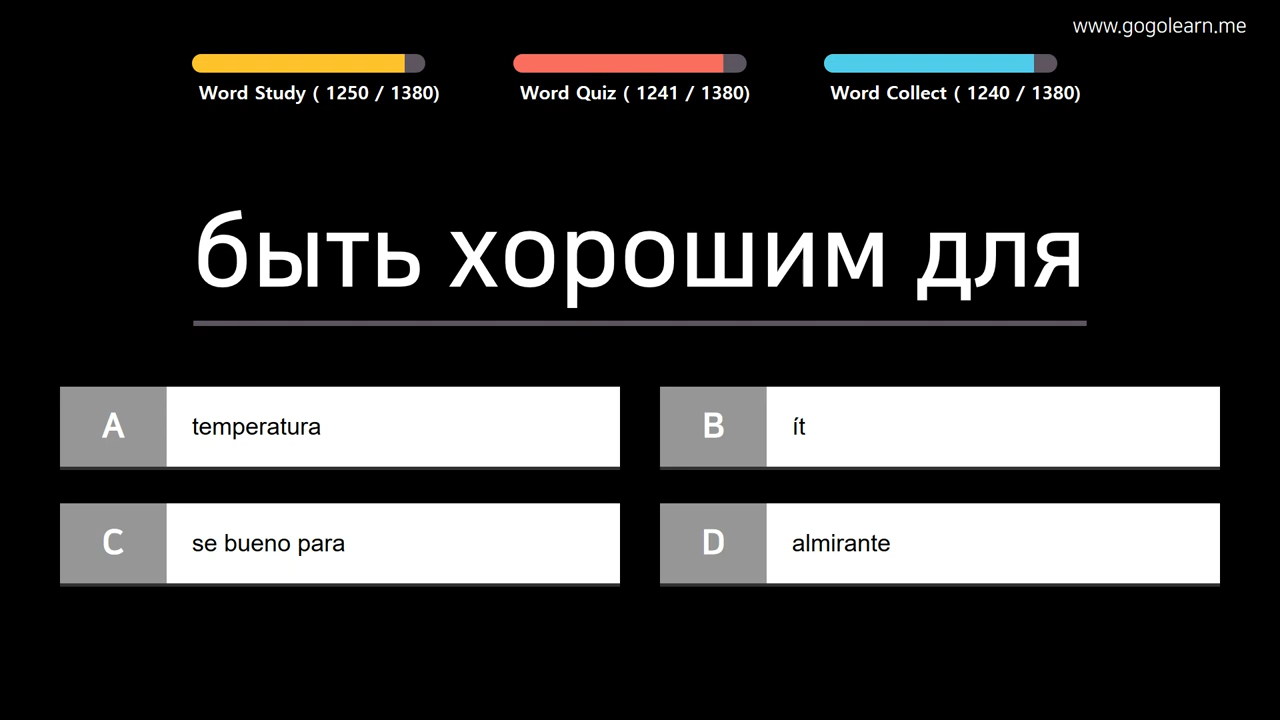 www.gogolearn.me
Word Study ( 1250 / 1380)
Word Quiz ( 1241 / 1380)
Word Collect ( 1240 / 1380)
быть хорошим для
A temperatura
B ít
C se bueno para
D almirante